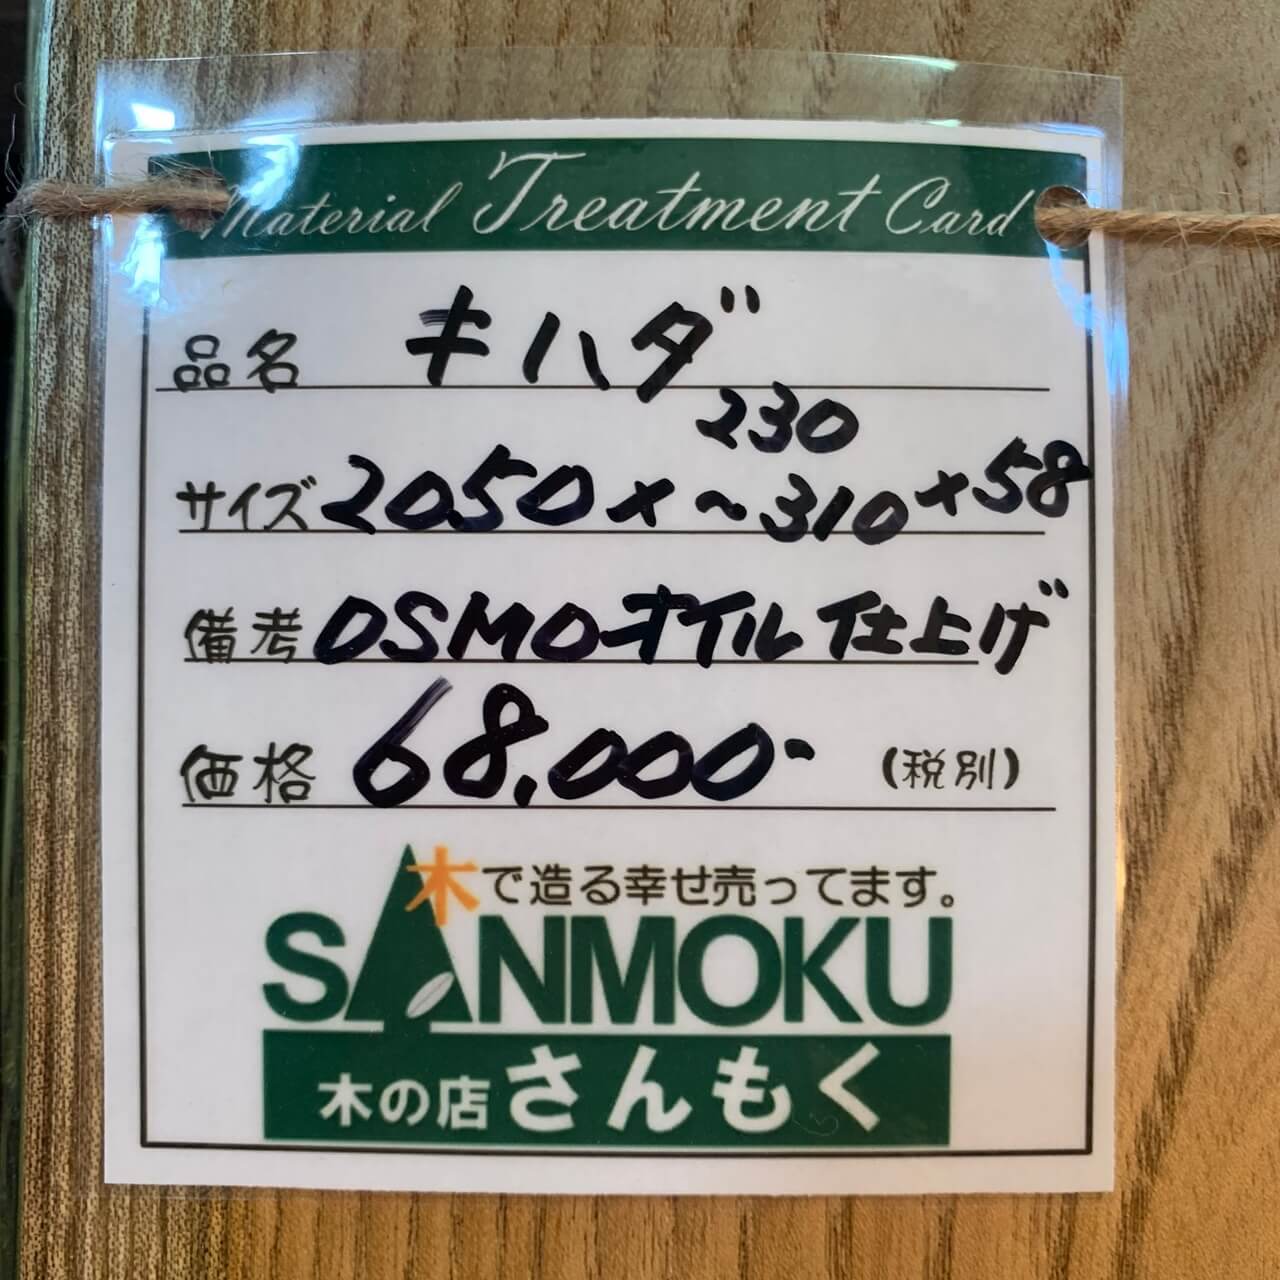 Material Treatment Card
品名 キハダ
230
サイズ 2050×~310×58
備考 OSMOオイル仕上げ
価格 68,000- (税別)
木で造る幸せ売ってます。
SANMOKU
木の店 さんもく